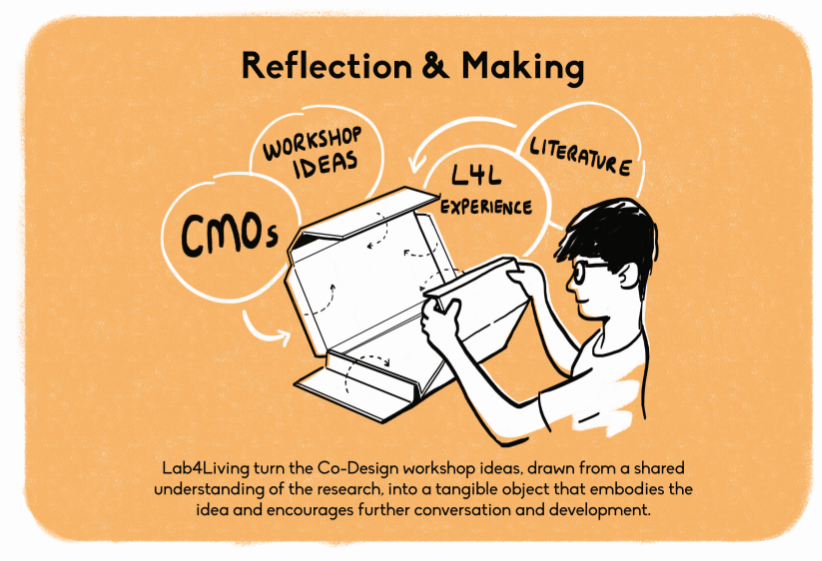 Reflection & Making
WORKSHOP
IDEAS
LITERATURE
L4L
EXPERIENCE
CMOs
Lab4Living turn the Co-Design workshop ideas, drawn from a shared
understanding of the research, into a tangible object that embodies the
idea and encourages further conversation and development.